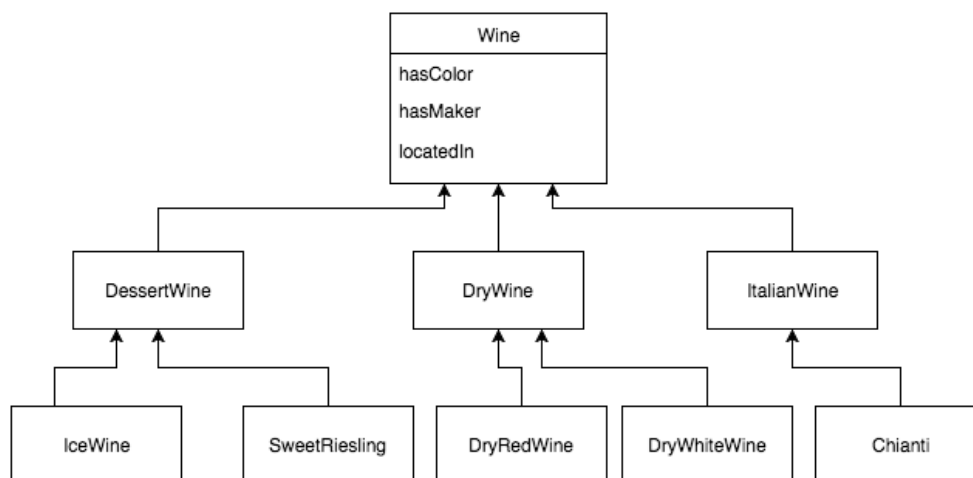 Wine
hasColor
hasMaker
locatedIn
DessertWine
DryWine
ItalianWine
IceWine
SweetRiesling
DryRedWine
DryWhiteWine
Chianti